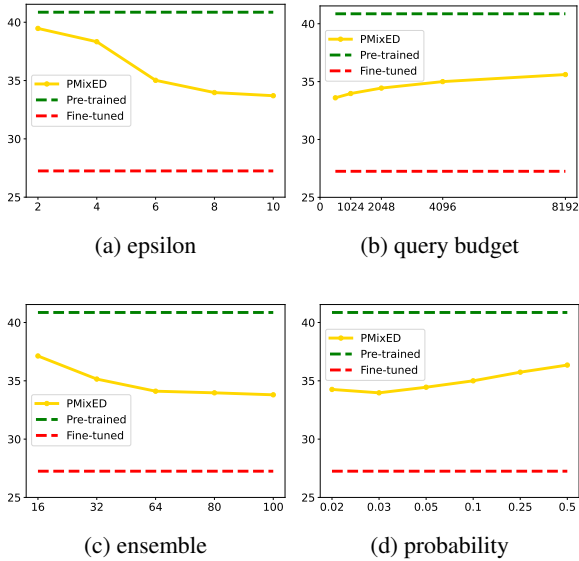 40
35
30
25
PMixED
Pre-trained
Fine-tuned
2 4 6 8 10
(a) epsilon
40
35
30
25
PMixED
Pre-trained
Fine-tuned
0 1024 2048 4096 8192
(b) query budget
40
35
30
25
PMixED
Pre-trained
Fine-tuned
16 32 64 80 100
(c) ensemble
40
35
30
25
PMixED
Pre-trained
Fine-tuned
0.02 0.03 0.05 0.1 0.25 0.5
(d) probability